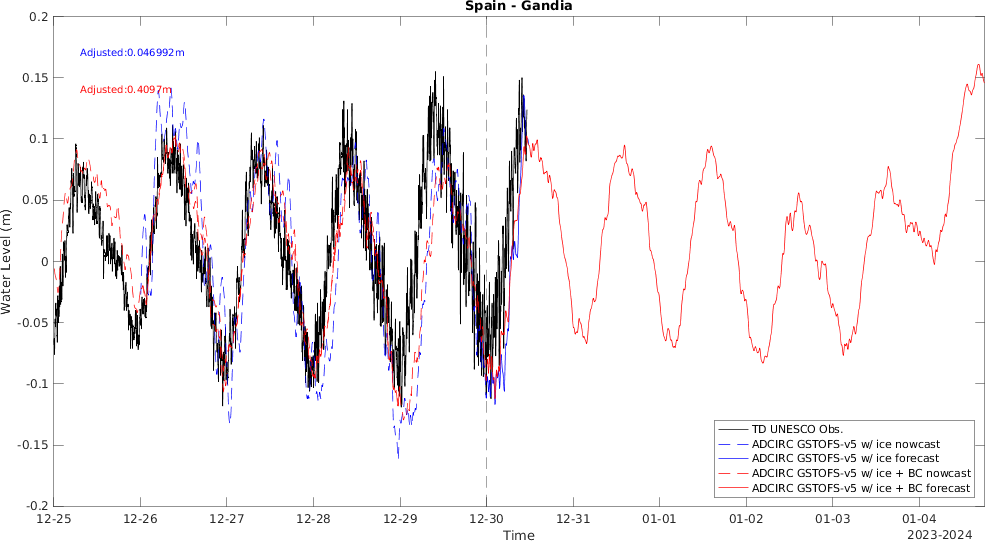 Spain - Gandia
0.2
0.15
0.1
0.05
0
-0.05
-0.1
-0.15
-0.2
Water Level (m)
Adjusted:0.046992m
Adjusted:0.4097m
TD UNESCO Obs.
ADCIRC GSTOFS-v5 w/ ice nowcast
ADCIRC GSTOFS-v5 w/ ice forecast
ADCIRC GSTOFS-v5 w/ ice + BC nowcast
ADCIRC GSTOFS-v5 w/ ice + BC forecast
12-25 12-26 12-27 12-28 12-29 12-30 12-31 01-01 01-02 01-03 01-04
Time
2023-2024